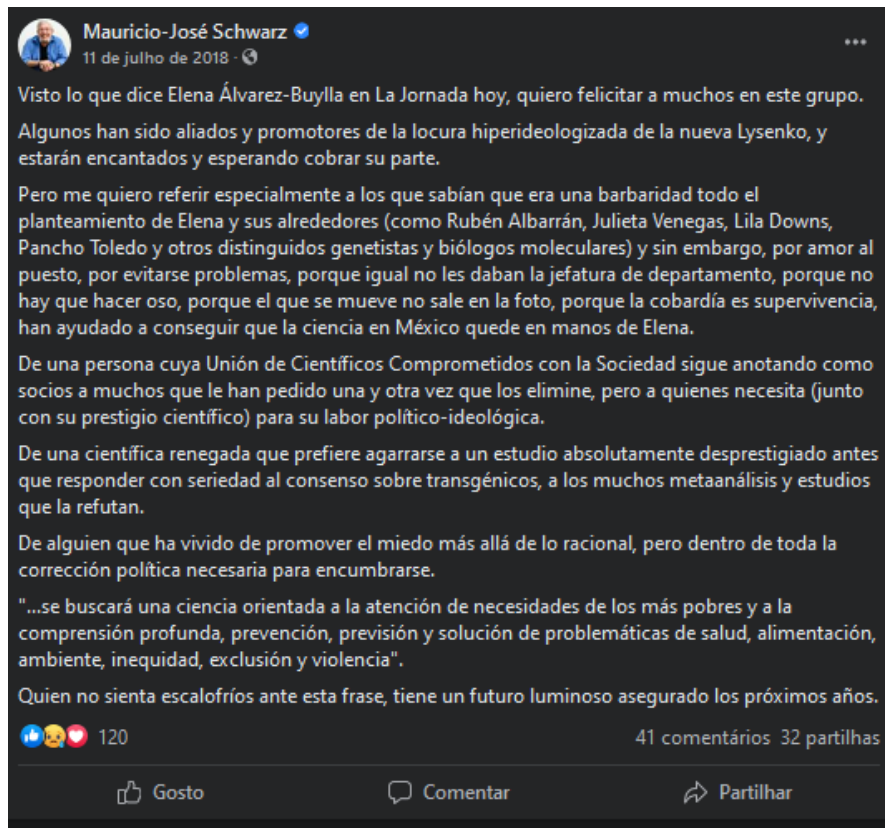 Mauricio-José Schwarz
11 de julho de 2018 ·
Visto lo que dice Elena Álvarez-Buylla en La Jornada hoy, quiero felicitar a muchos en este grupo.
Algunos han sido aliados y promotores de la locura hiperideologizada de la nueva Lysenko, y
estarán encantados y esperando cobrar su parte.
Pero me quiero referir especialmente a los que sabían que era una barbaridad todo el
planteamiento de Elena y sus alrededores (como Rubén Albarrán, Julieta Venegas, Lila Downs,
Pancho Toledo y otros distinguidos genetistas y biólogos moleculares) y sin embargo, por amor al
puesto, por evitarse problemas, porque igual no les daban la jefatura de departamento, porque no
hay que hacer oso, porque el que se mueve no sale en la foto, porque la cobardía es supervivencia,
han ayudado a conseguir que la ciencia en México quede en manos de Elena.
De una persona cuya Unión de Científicos Comprometidos con la Sociedad sigue anotando como
socios a muchos que le han pedido una y otra vez que los elimine, pero a quienes necesita (junto
con su prestigio científico) para su labor político-ideológica.
De una científica renegada que prefiere agarrarse a un estudio absolutamente desprestigiado antes
que responder con seriedad al consenso sobre transgénicos, a los muchos metaanálisis y estudios
que la refutan.
De alguien que ha vivido de promover el miedo más allá de lo racional, pero dentro de toda la
corrección política necesaria para encumbrarse.
"...se buscará una ciencia orientada a la atención de necesidades de los más pobres y a la
comprensión profunda, prevención, previsión y solución de problemáticas de salud, alimentación,
ambiente, inequidad, exclusión y violencia".
Quien no sienta escalofríos ante esta frase, tiene un futuro luminoso asegurado los próximos años.
120
41 comentários 32 partilhas
Gosto
Comentar
Partilhar